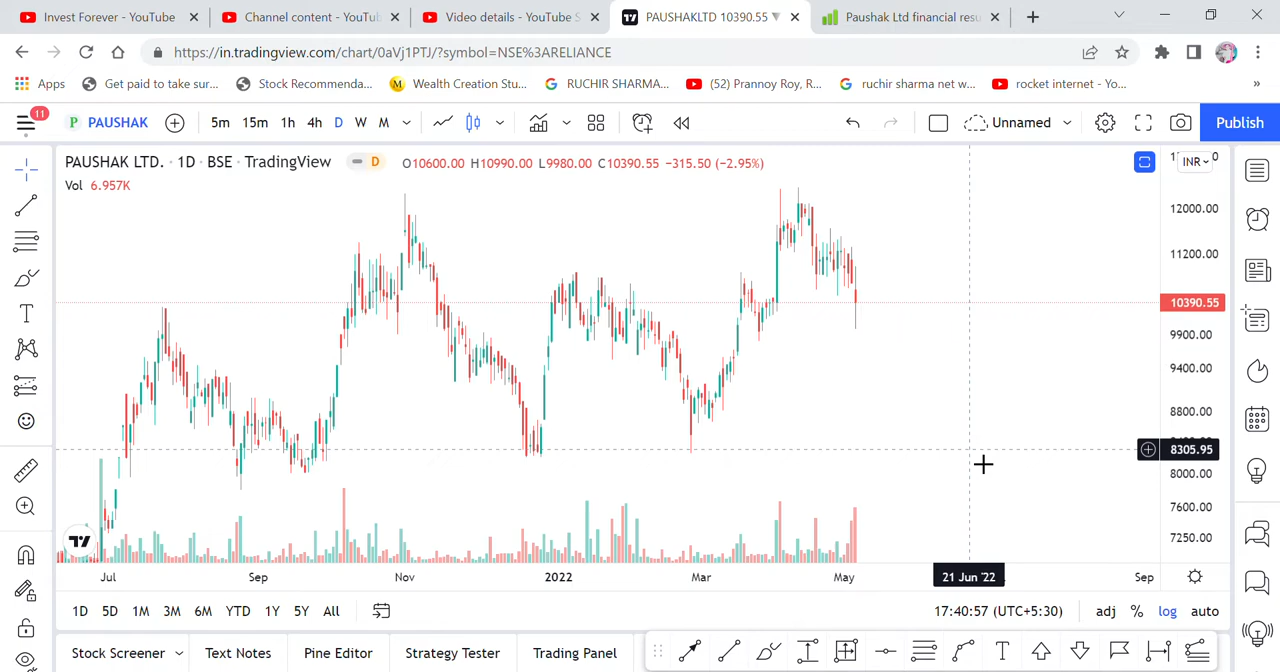 Invest Forever - YouTube
Channel content - YouTu
Video details - YouTube S
PAUSHAKLTD 10390.55 ▼
Paushak Ltd financial resu
https://in.tradingview.com/chart/0aVj1PTJ/?symbol=NSE%3ARELIANCE
Apps
Get paid to take sur...
Stock Recommenda...
M Wealth Creation Stu...
RUCHIR SHARMA...
(52) Prannoy Roy, R...
ruchir sharma net w...
rocket internet - Yo...
»
11
P PAUSHAK
5m 15m 1h 4h D W M
Unnamed
Publish
PAUSHAK LTD. · 1D · BSE · TradingView
D
O10600.00 H10990.00 L9980.00 C10390.55 −315.50 (−2.95%)
INR
Vol 6.957K
12000.00
11200.00
10390.55
9900.00
9400.00
8800.00
8305.95
8000.00
7600.00
7250.00
Jul Sep Nov 2022 Mar May 21 Jun '22 Sep
1D 5D 1M 3M 6M YTD 1Y 5Y All
17:40:57 (UTC+5:30)
adj % log auto
Stock Screener
Text Notes
Pine Editor
Strategy Tester
Trading Panel